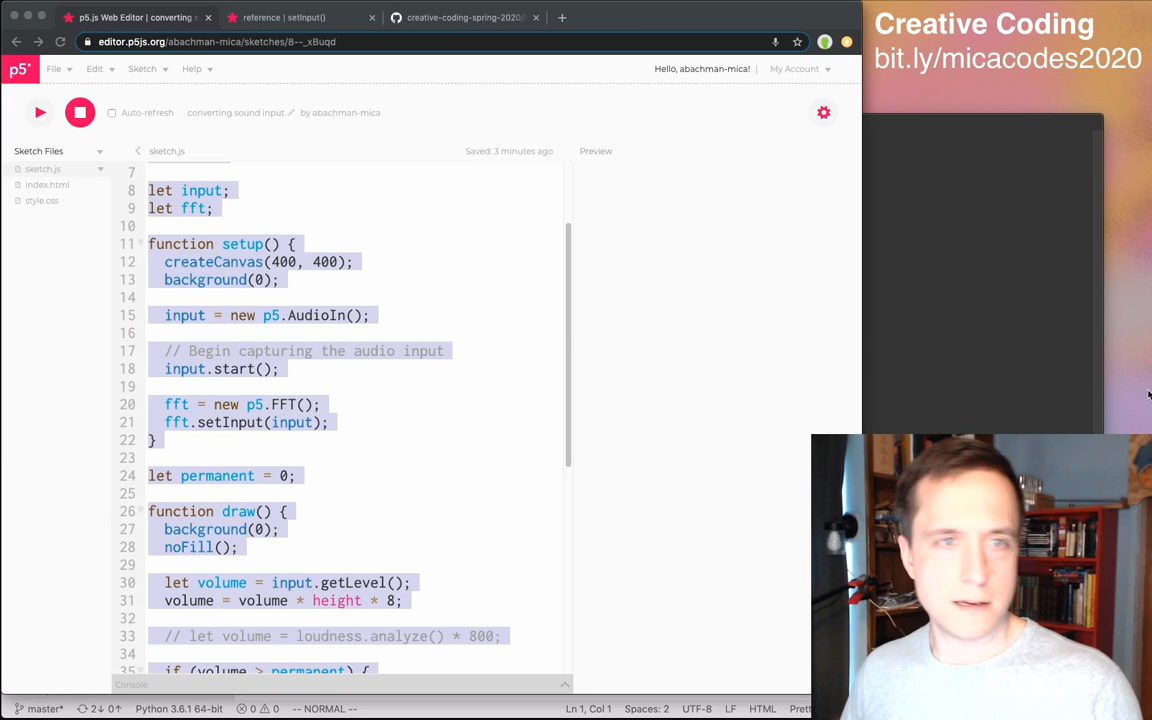 p5.js Web Editor | converting s
reference | setInput()
creative-coding-spring-2020/
Creative Coding
bit.ly/micacodes2020
editor.p5js.org/abachman-mica/sketches/8--_xBuqd
p5*
File
Edit
Sketch
Help
Hello, abachman-mica!
My Account
Auto-refresh
converting sound input
by abachman-mica
Sketch Files
sketch.js
Saved: 3 minutes ago
Preview
sketch.js
index.html
style.css
7
8 let input;
9 let fft;
10
11 function setup() {
12 createCanvas(400, 400);
13 background(0);
14
15 input = new p5.AudioIn();
16
17 // Begin capturing the audio input
18 input.start();
19
20 fft = new p5.FFT();
21 fft.setInput(input);
22 }
23
24 let permanent = 0;
25
26 function draw() {
27 background(0);
28 noFill();
29
30 let volume = input.getLevel();
31 volume = volume * height * 8;
32
33 // let volume = loudness.analyze() * 800;
34
35 if (volume > permanent) {
Console
master* 2↓ 0↑ Python 3.6.1 64-bit 0 0 -- NORMAL -- Ln 1, Col 1 Spaces: 2 UTF-8 LF HTML Prett